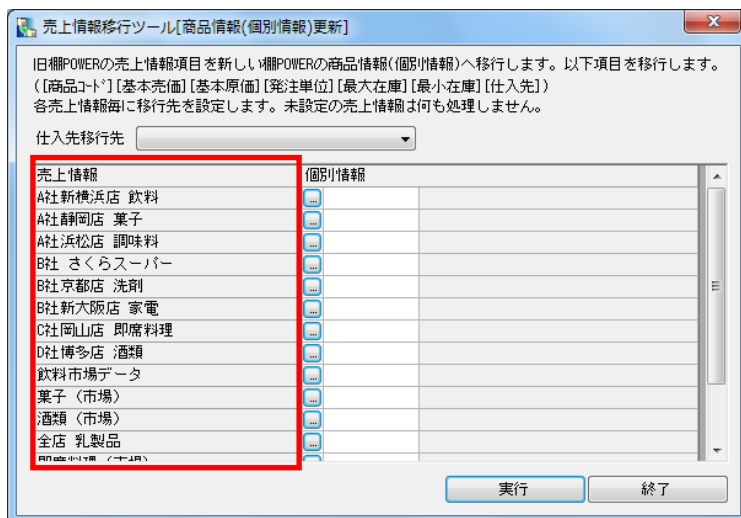 売上情報移行ツール[商品情報(個別情報)更新]
旧棚POWERの売上情報項目を新しい棚POWERの商品情報(個別情報)へ移行します。以下項目を移行します。
([商品コード][基本売価][基本原価][発注単位][最大在庫][最小在庫][仕入先])
各売上情報毎に移行先を設定します。未設定の売上情報は何も処理しません。
仕入先移行先
売上情報 個別情報
A社新横浜店 飲料 ...
A社静岡店 菓子 ...
A社浜松店 調味料 ...
B社 さくらスーパー ...
B社京都店 洗剤 ...
B社新大阪店 家電 ...
C社岡山店 即席料理 ...
D社博多店 酒類 ...
飲料市場データ ...
菓子（市場） ...
酒類（市場） ...
全店 乳製品 ...
即席料理（市場）
実行 終了